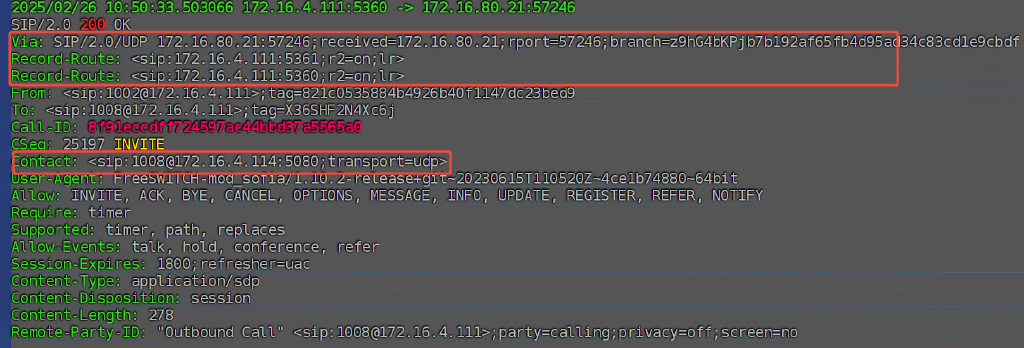 2025/02/26 10:50:33.503066 172.16.4.111:5360 -> 172.16.80.21:57246
SIP/2.0 200 OK
Via: SIP/2.0/UDP 172.16.80.21:57246;received=172.16.80.21;rport=57246;branch=z9hG4bKPjb7b192af65fb4d95ad34c83cd1e9cbdf
Record-Route: <sip:172.16.4.111:5361;r2=on;lr>
Record-Route: <sip:172.16.4.111:5360;r2=on;lr>
From: <sip:1002@172.16.4.111>;tag=821c0535884b4926b40f1147dc23bed9
To: <sip:1008@172.16.4.111>;tag=X36SHF2N4Xc6j
Call-ID: 8f91eccdff724597ac44bbd37a5565a0
CSeq: 25197 INVITE
Contact: <sip:1008@172.16.4.114:5080;transport=udp>
User-Agent: FreeSWITCH-mod_sofia/1.10.2-release+git~20230615T110520Z~4ce1b74880~64bit
Allow: INVITE, ACK, BYE, CANCEL, OPTIONS, MESSAGE, INFO, UPDATE, REGISTER, REFER, NOTIFY
Require: timer
Supported: timer, path, replaces
Allow-Events: talk, hold, conference, refer
Session-Expires: 1800;refresher=uac
Content-Type: application/sdp
Content-Disposition: session
Content-Length: 278
Remote-Party-ID: "Outbound Call" <sip:1008@172.16.4.111>;party=calling;privacy=off;screen=no